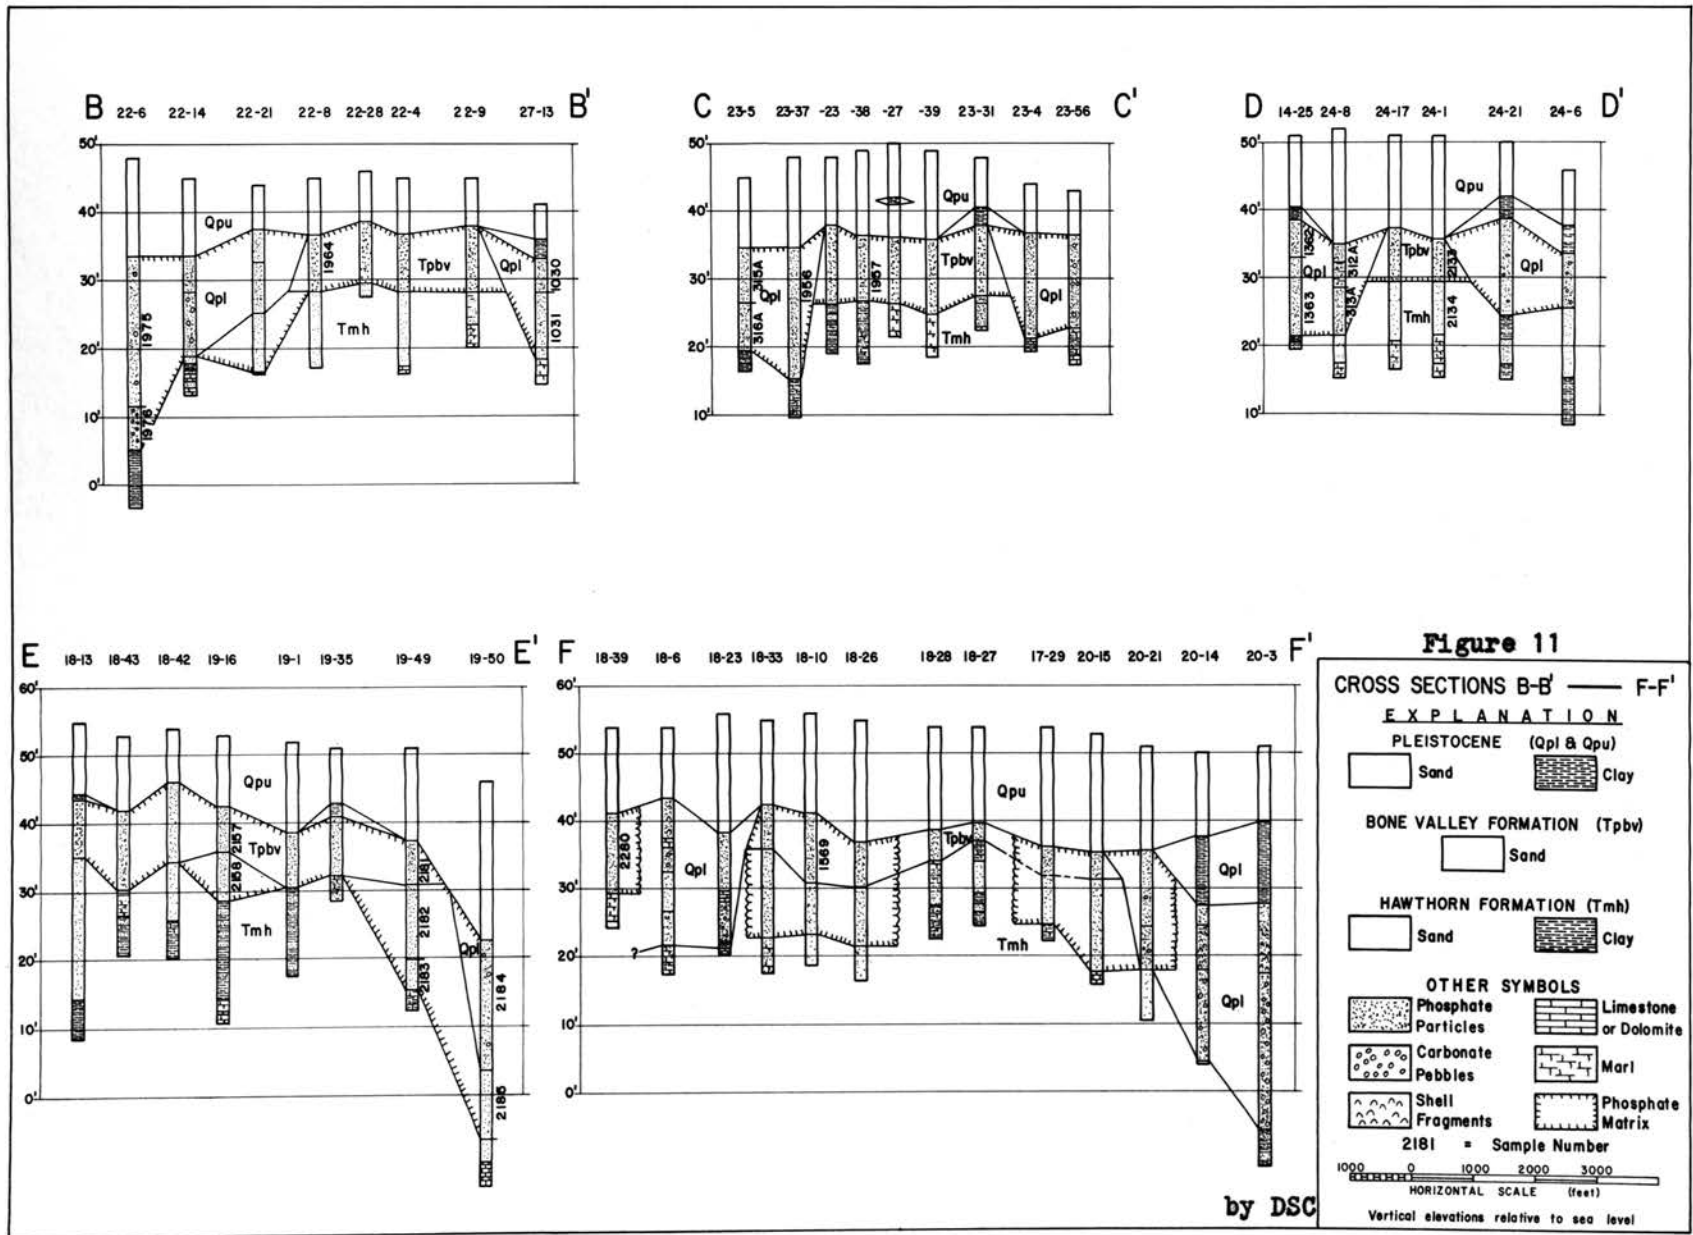 B 22-6 22-14 22-21 22-8 22-28 22-4 22-9 27-13 B'
50'
40'
30'
20'
10'
0'
Qpu
Qpl
Tpbv
Qpl
Tmh
1975
1976
1964
1030
1031
C 23-5 23-37 -23 -38 -27 -39 23-31 23-4 23-56 C'
50'
40'
30'
20'
10'
Qpu
Qpl
Tpbv
Qpl
Tmh
315A
316A
1956
1957
D 14-25 24-8 24-17 24-1 24-21 24-6 D'
50'
40'
30'
20'
10'
Qpu
Qpl
Tpbv
Qpl
Tmh
1362
1363
312A
313A
2133
2134
E 18-13 18-43 18-42 19-16 19-1 19-35 19-49 19-50 E'
60'
50'
40'
30'
20'
10'
0'
Qpu
Tpbv
Tmh
Qpl
2157
2158
2181
2182
2183
2184
2185
F 18-39 18-6 18-23 18-33 18-10 18-26 18-28 18-27 17-29 20-15 20-21 20-14 20-3 F'
60'
50'
40'
30'
20'
10'
0'
Qpu
Qpl
Tpbv
Qpl
Tmh
Qpl
?
2280
1569
by DSC
Figure 11
CROSS SECTIONS B-B' —— F-F'
EXPLANATION
PLEISTOCENE (Qpl & Qpu)
Sand Clay
BONE VALLEY FORMATION (Tpbv)
Sand
HAWTHORN FORMATION (Tmh)
Sand Clay
OTHER SYMBOLS
Phosphate Particles
Limestone or Dolomite
Carbonate Pebbles
Marl
Shell Fragments
Phosphate Matrix
2181 = Sample Number
1000 0 1000 2000 3000
HORIZONTAL SCALE (feet)
Vertical elevations relative to sea level